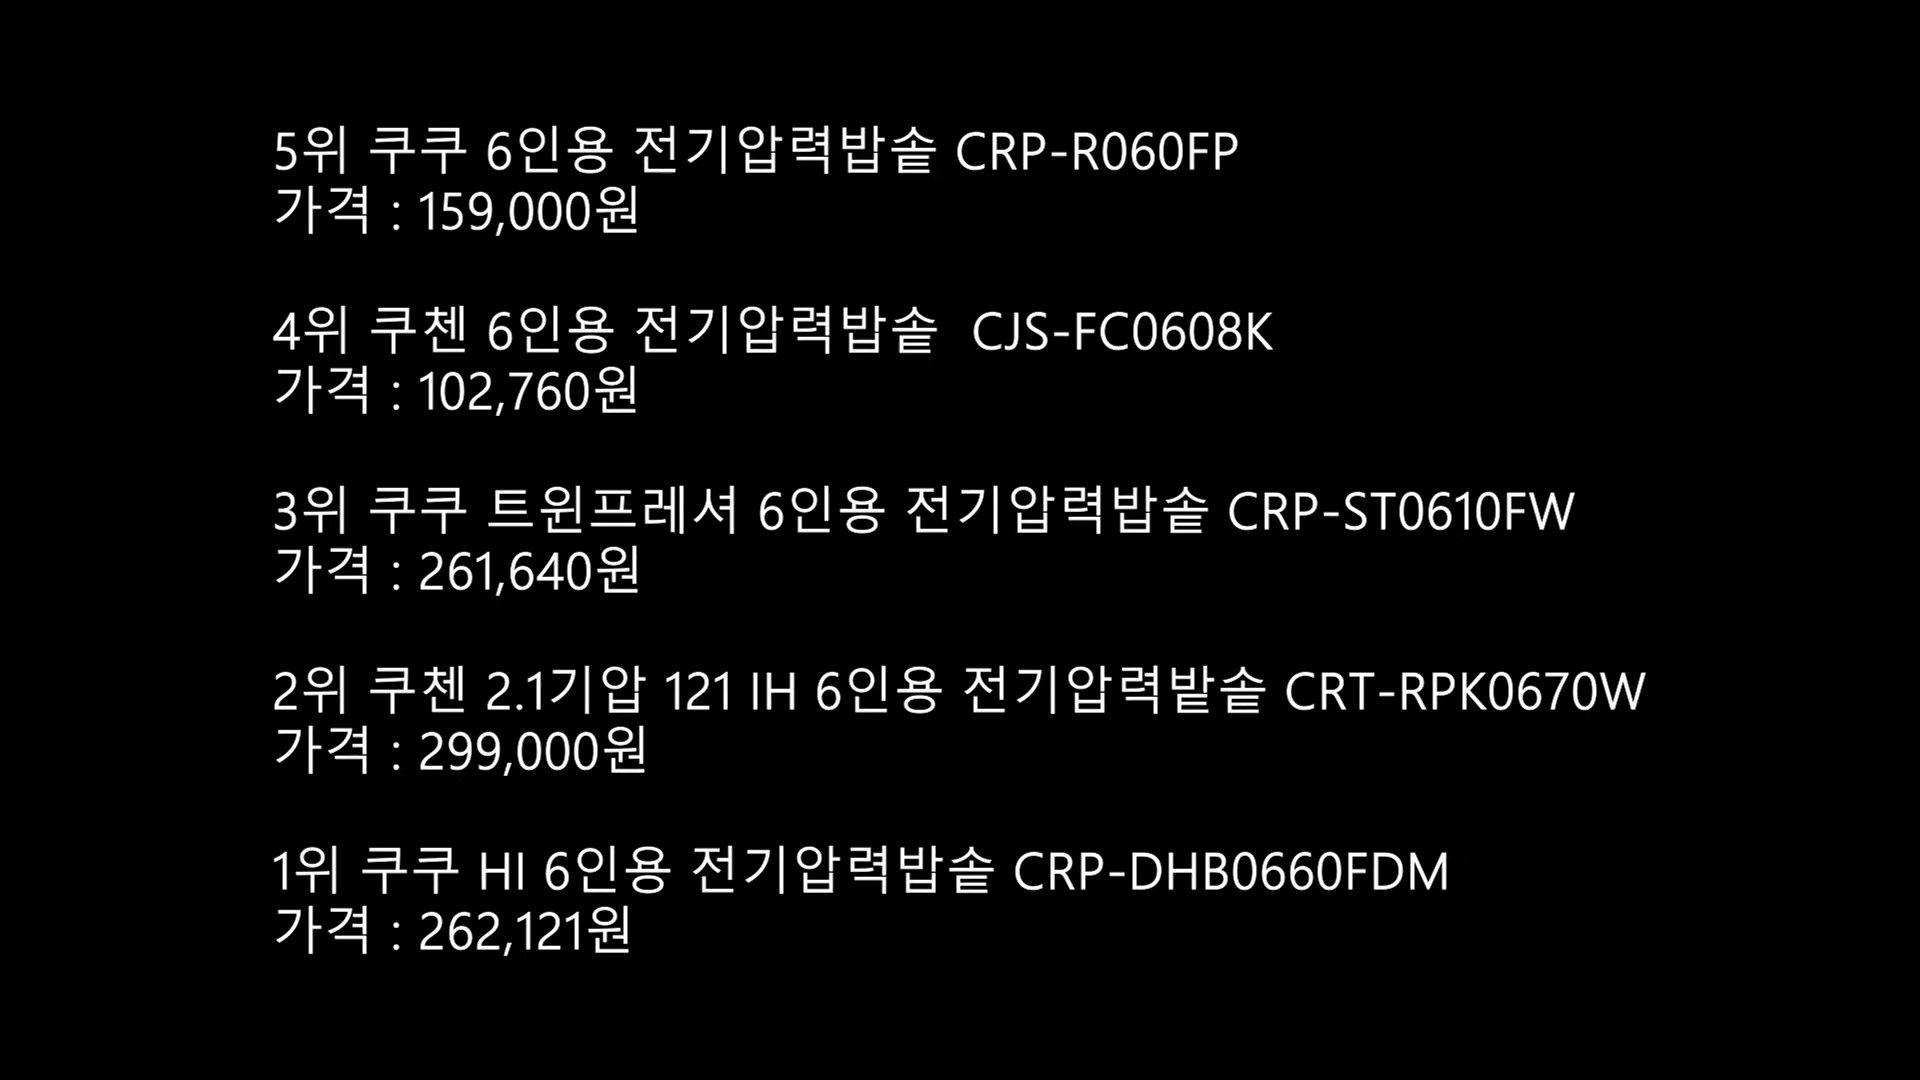 5위 쿠쿠 6인용 전기압력밥솥 CRP-R060FP
가격 : 159,000원
4위 쿠첸 6인용 전기압력밥솥  CJS-FC0608K
가격 : 102,760원
3위 쿠쿠 트윈프레셔 6인용 전기압력밥솥 CRP-ST0610FW
가격 : 261,640원
2위 쿠첸 2.1기압 121 IH 6인용 전기압력밭솥 CRT-RPK0670W
가격 : 299,000원
1위 쿠쿠 HI 6인용 전기압력밥솥 CRP-DHB0660FDM
가격 : 262,121원